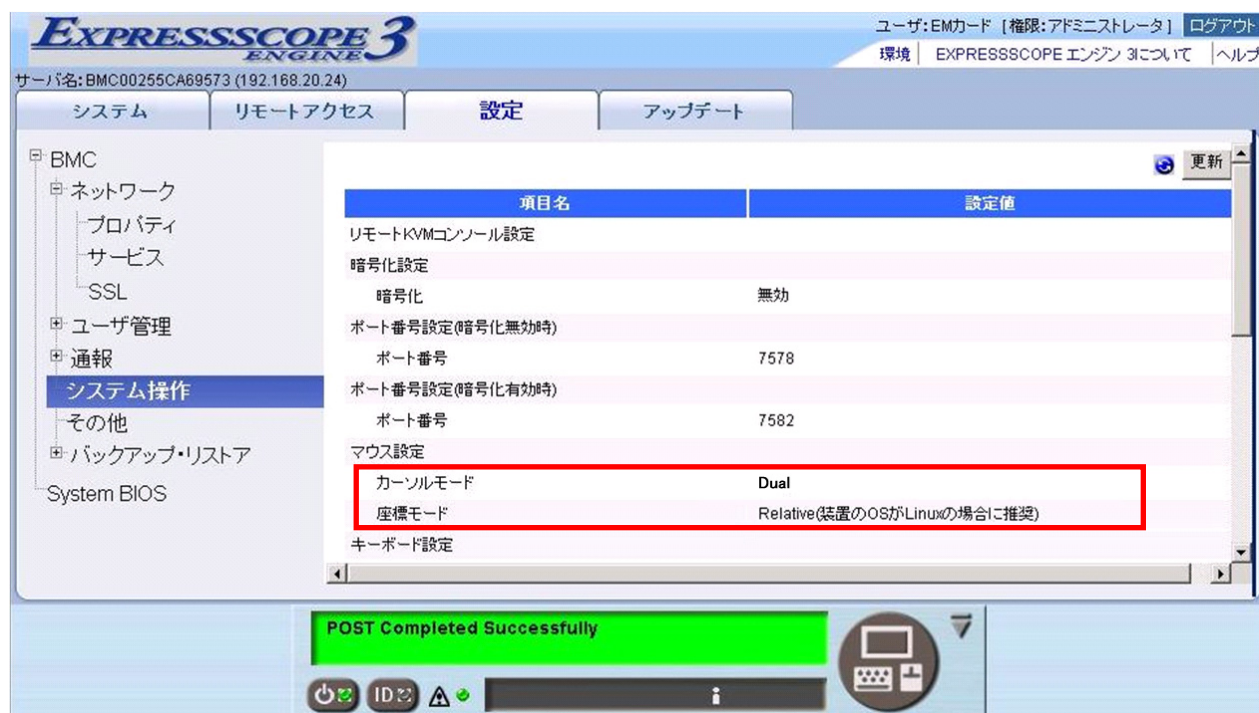 EXPRESSSCOPE 3
ENGINE
ユーザ:EMカード [権限:アドミニストレータ] ログアウト
環境 EXPRESSSCOPE エンジン 3について ヘルプ
サーバ名:BMC00255CA69573 (192.168.20.24)
システム リモートアクセス 設定 アップデート
BMC
ネットワーク
プロパティ
サービス
SSL
ユーザ管理
通報
システム操作
その他
バックアップ・リストア
System BIOS
更新
項目名 設定値
リモートKVMコンソール設定
暗号化設定
暗号化 無効
ポート番号設定(暗号化無効時)
ポート番号 7578
ポート番号設定(暗号化有効時)
ポート番号 7582
マウス設定
カーソルモード Dual
座標モード Relative(装置のOSがLinuxの場合に推奨)
キーボード設定
POST Completed Successfully
ID